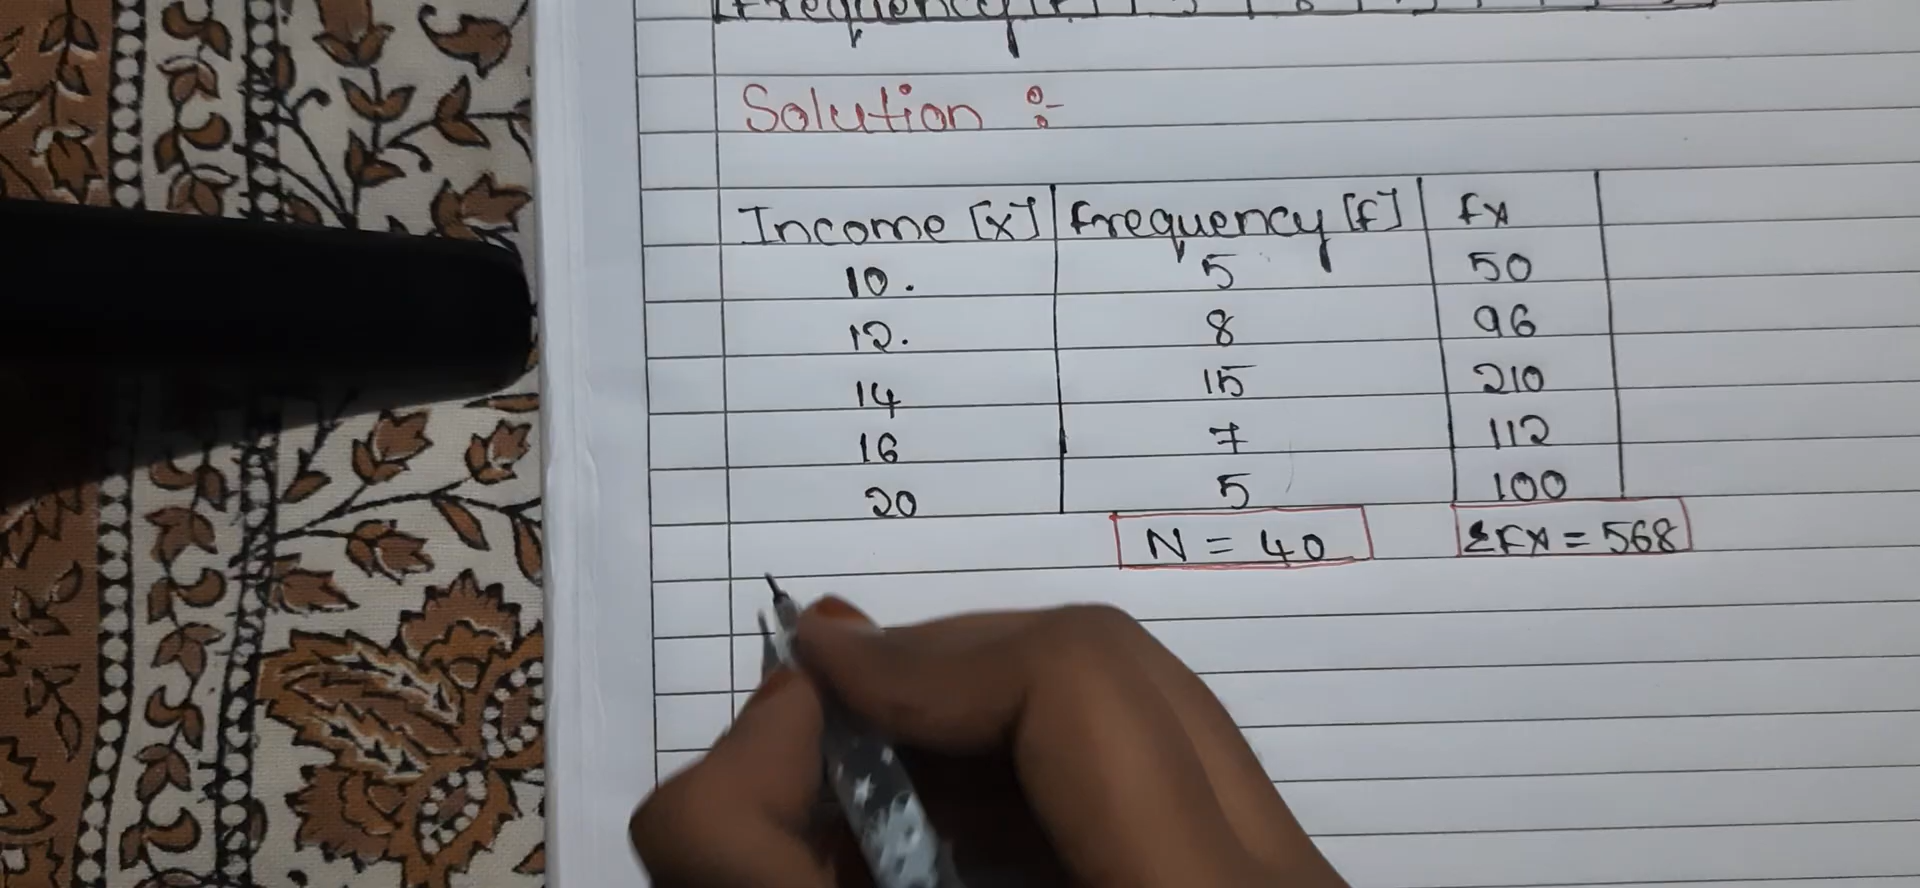 Frequency [f]
Solution :-
Income [x] Frequency [f] fx
10. 5 50
12. 8 96
14 15 210
16 7 112
20 5 100
N = 40 Σfx = 568